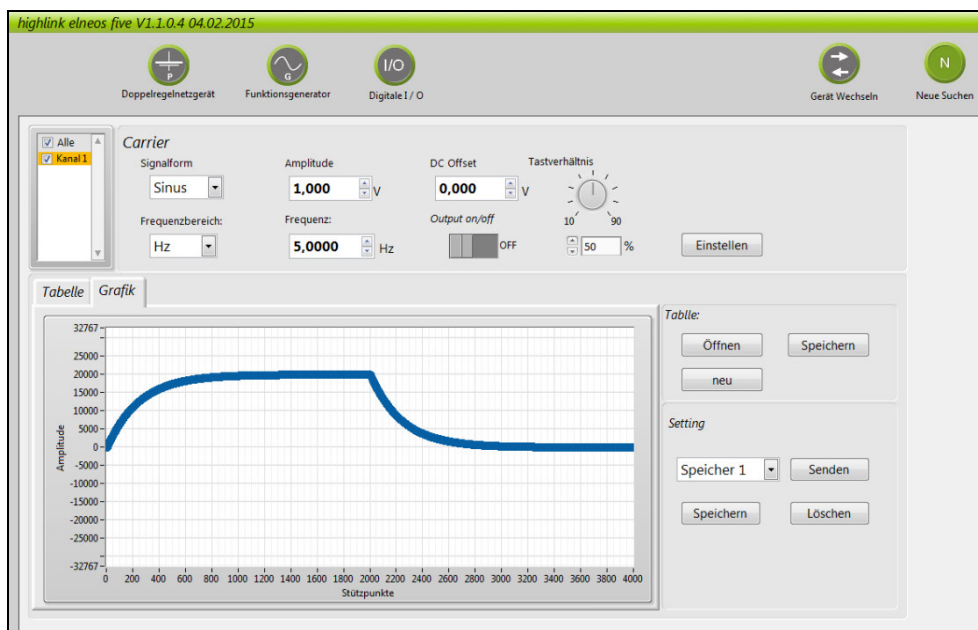 highlink elneos five V1.1.0.4 04.02.2015
P
G
I/O
N
Doppelregelnetzgerät
Funktionsgenerator
Digitale I / O
Gerät Wechseln
Neue Suchen
Alle
Kanal 1
Carrier
Signalform
Amplitude
DC Offset
Tastverhältnis
Sinus
1,000
V
0,000
V
10
90
Frequenzbereich:
Frequenz:
Output on/off
Hz
5,0000
Hz
OFF
50
%
Einstellen
Tabelle
Grafik
Tablle:
Öffnen
Speichern
neu
Setting
Speicher 1
Senden
Speichern
Löschen
Amplitude
32767
25000
20000
15000
10000
5000
0
-5000
-10000
-15000
-20000
-25000
-32767
0 200 400 600 800 1000 1200 1400 1600 1800 2000 2200 2400 2600 2800 3000 3200 3400 3600 3800 4000
Stützpunkte